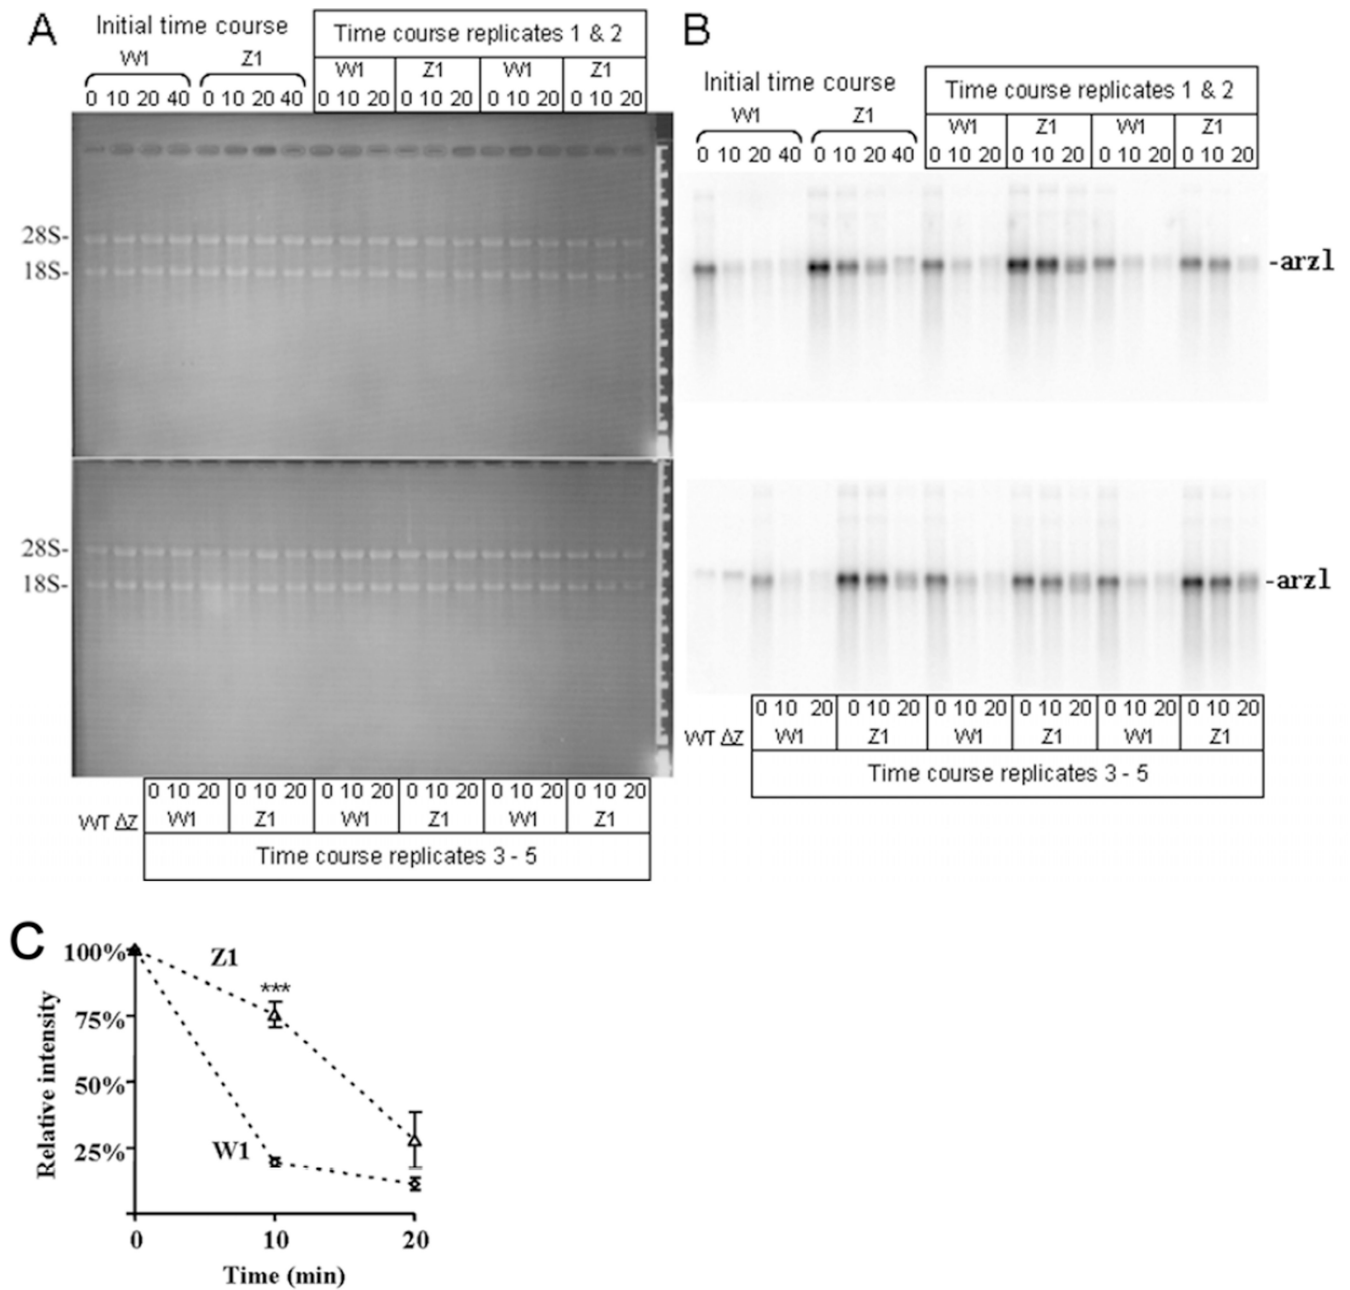 A
Initial time course
W1 Z1
0 10 20 40 0 10 20 40
Time course replicates 1 & 2
W1 Z1 W1 Z1
0 10 20 0 10 20 0 10 20 0 10 20
28S-
18S-
28S-
18S-
0 10 20 0 10 20 0 10 20 0 10 20 0 10 20 0 10 20
WT ΔZ W1 Z1 W1 Z1 W1 Z1
Time course replicates 3 - 5
B
Initial time course
W1 Z1
0 10 20 40 0 10 20 40
Time course replicates 1 & 2
W1 Z1 W1 Z1
0 10 20 0 10 20 0 10 20 0 10 20
-arz1
-arz1
0 10 20 0 10 20 0 10 20 0 10 20 0 10 20 0 10 20
WT ΔZ W1 Z1 W1 Z1 W1 Z1
Time course replicates 3 - 5
C
100%
75%
50%
25%
Relative intensity
Z1
***
W1
0 10 20
Time (min)